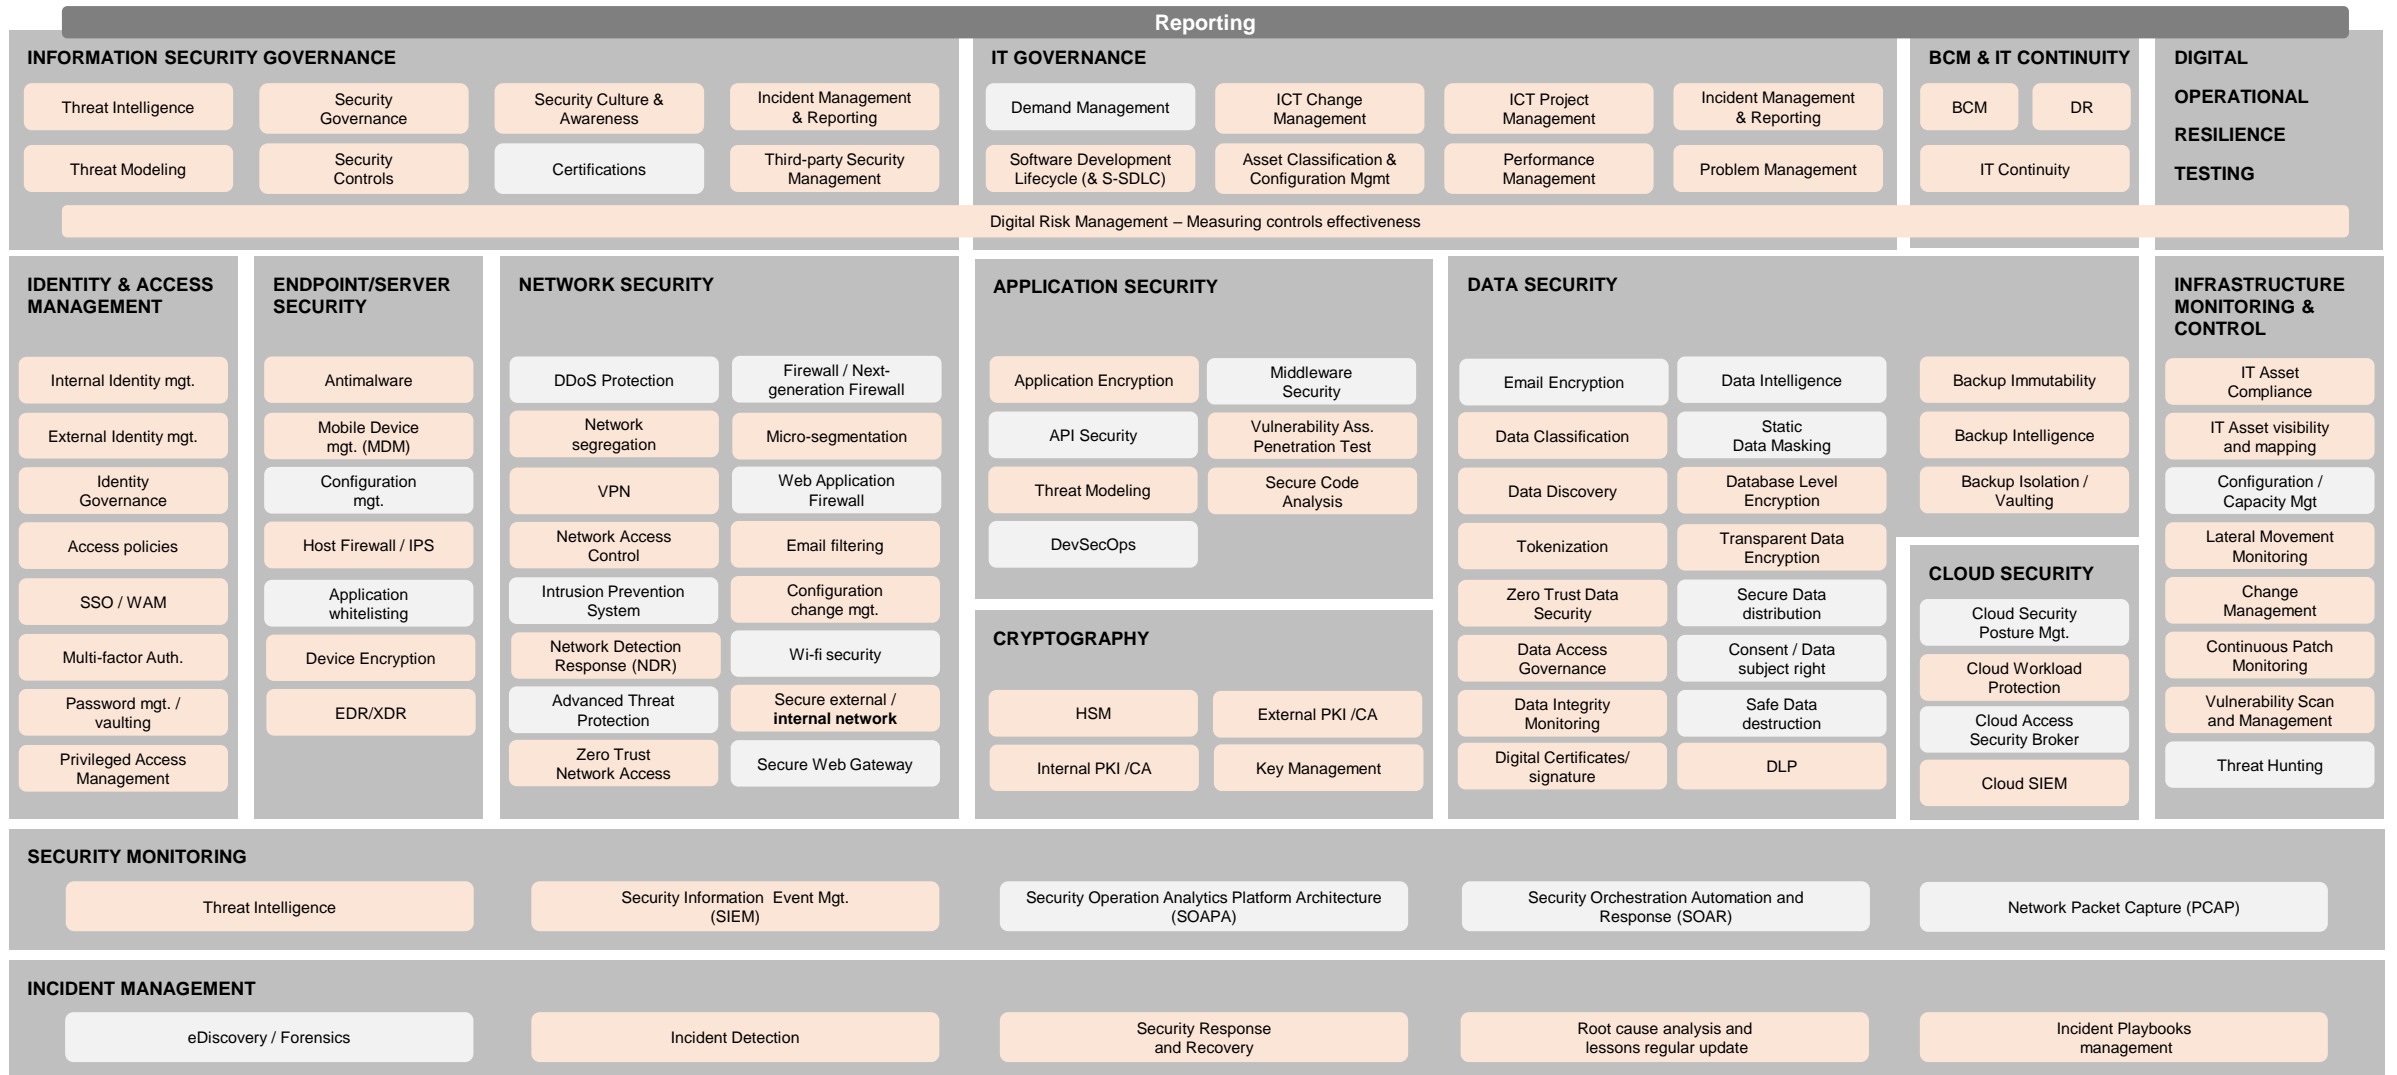 Reporting
INFORMATION SECURITY GOVERNANCE
Threat Intelligence
Security
Governance
Security Culture &
Awareness
Incident Management
& Reporting
Threat Modeling
Security
Controls
Certifications
Third-party Security
Management
IT GOVERNANCE
Demand Management
ICT Change
Management
ICT Project
Management
Incident Management
& Reporting
Software Development
Lifecycle (& S-SDLC)
Asset Classification &
Configuration Mgmt
Performance
Management
Problem Management
BCM & IT CONTINUITY
BCM
DR
IT Continuity
DIGITAL
OPERATIONAL
RESILIENCE
TESTING
Digital Risk Management – Measuring controls effectiveness
IDENTITY & ACCESS
MANAGEMENT
Internal Identity mgt.
External Identity mgt.
Identity
Governance
Access policies
SSO / WAM
Multi-factor Auth.
Password mgt. /
vaulting
Privileged Access
Management
ENDPOINT/SERVER
SECURITY
Antimalware
Mobile Device
mgt. (MDM)
Configuration
mgt.
Host Firewall / IPS
Application
whitelisting
Device Encryption
EDR/XDR
NETWORK SECURITY
DDoS Protection
Firewall / Next-
generation Firewall
Network
segregation
Micro-segmentation
VPN
Web Application
Firewall
Network Access
Control
Email filtering
Intrusion Prevention
System
Configuration
change mgt.
Network Detection
Response (NDR)
Wi-fi security
Advanced Threat
Protection
Secure external /
internal network
Zero Trust
Network Access
Secure Web Gateway
APPLICATION SECURITY
Application Encryption
Middleware
Security
API Security
Vulnerability Ass.
Penetration Test
Threat Modeling
Secure Code
Analysis
DevSecOps
CRYPTOGRAPHY
HSM
External PKI /CA
Internal PKI /CA
Key Management
DATA SECURITY
Email Encryption
Data Intelligence
Backup Immutability
Data Classification
Static
Data Masking
Backup Intelligence
Data Discovery
Database Level
Encryption
Backup Isolation /
Vaulting
Tokenization
Transparent Data
Encryption
Zero Trust Data
Security
Secure Data
distribution
Data Access
Governance
Consent / Data
subject right
Data Integrity
Monitoring
Safe Data
destruction
Digital Certificates/
signature
DLP
CLOUD SECURITY
Cloud Security
Posture Mgt.
Cloud Workload
Protection
Cloud Access
Security Broker
Cloud SIEM
INFRASTRUCTURE
MONITORING &
CONTROL
IT Asset
Compliance
IT Asset visibility
and mapping
Configuration /
Capacity Mgt
Lateral Movement
Monitoring
Change
Management
Continuous Patch
Monitoring
Vulnerability Scan
and Management
Threat Hunting
SECURITY MONITORING
Threat Intelligence
Security Information Event Mgt.
(SIEM)
Security Operation Analytics Platform Architecture
(SOAPA)
Security Orchestration Automation and
Response (SOAR)
Network Packet Capture (PCAP)
INCIDENT MANAGEMENT
eDiscovery / Forensics
Incident Detection
Security Response
and Recovery
Root cause analysis and
lessons regular update
Incident Playbooks
management